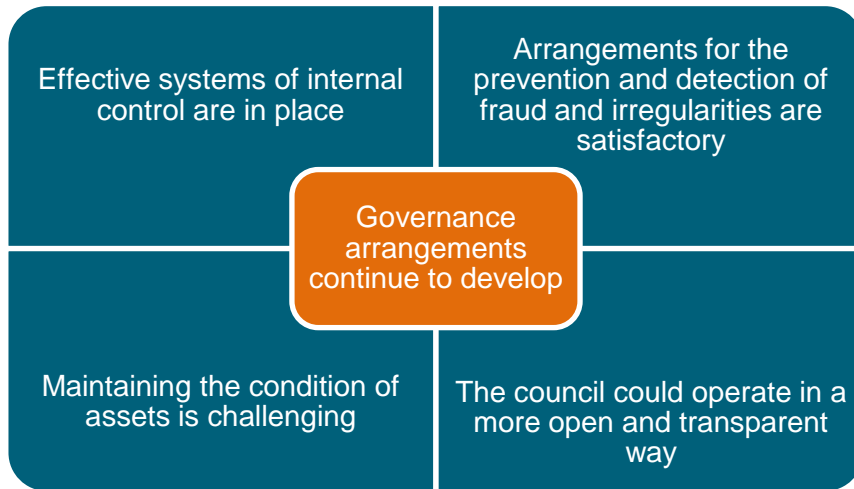 Effective systems of internal
control are in place
Arrangements for the
prevention and detection of
fraud and irregularities are
satisfactory
Governance
arrangements
continue to develop
Maintaining the condition of
assets is challenging
The council could operate in a
more open and transparent
way